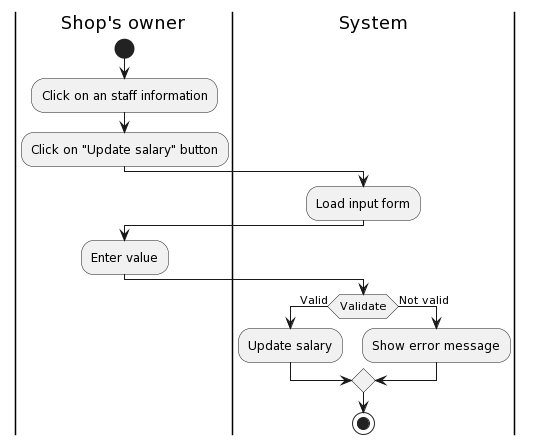 Shop's owner
System
Click on an staff information
Click on "Update salary" button
Load input form
Enter value
Valid
Validate
Not valid
Update salary
Show error message